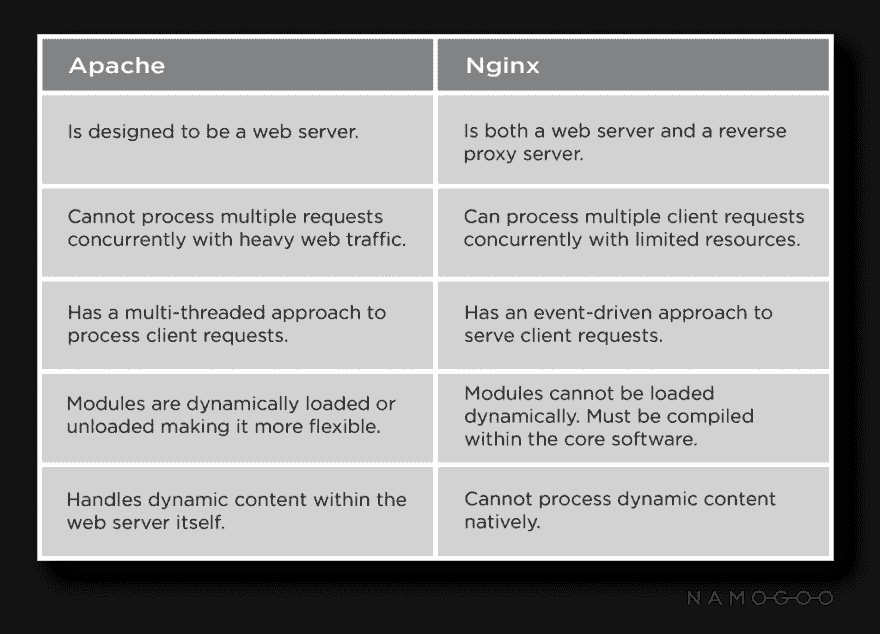 Apache
Nginx
Is designed to be a web server.
Is both a web server and a reverse
proxy server.
Cannot process multiple requests
concurrently with heavy web traffic.
Can process multiple client requests
concurrently with limited resources.
Has a multi-threaded approach to
process client requests.
Has an event-driven approach to
serve client requests.
Modules are dynamically loaded or
unloaded making it more flexible.
Modules cannot be loaded
dynamically. Must be compiled
within the core software.
Handles dynamic content within the
web server itself.
Cannot process dynamic content
natively.
NAMOGOO